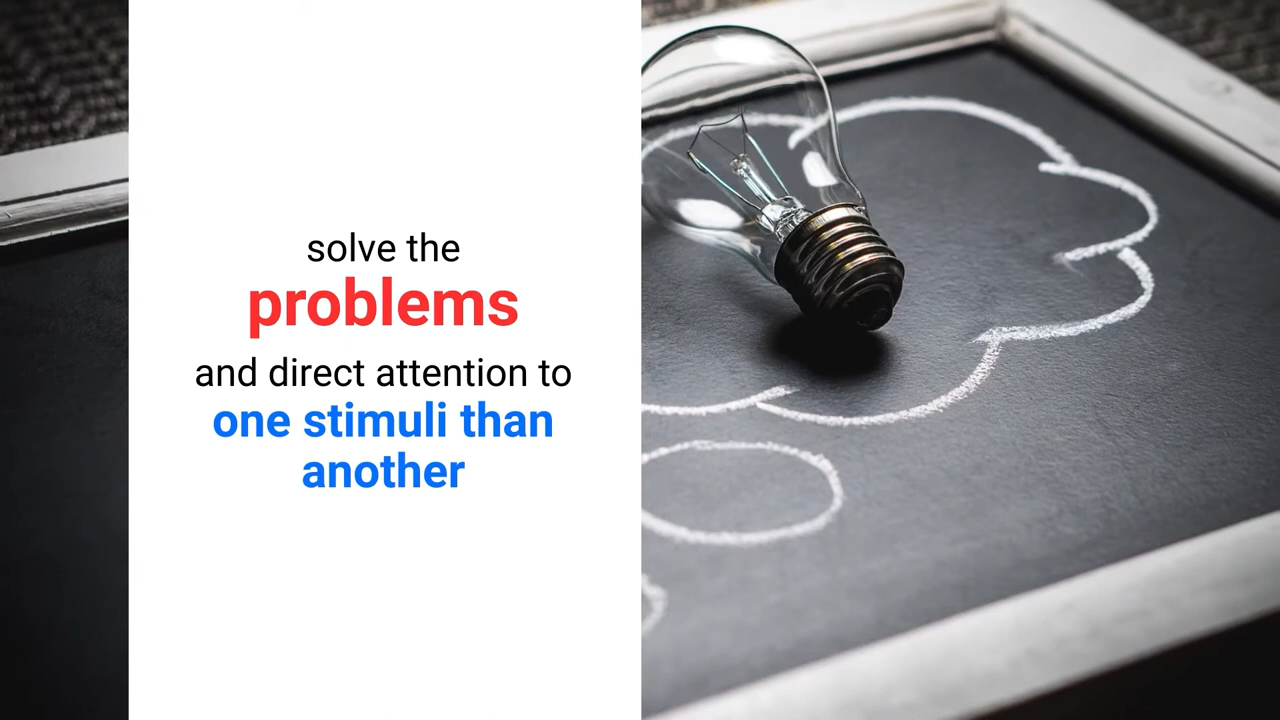 solve the
problems
and direct attention to
one stimuli than
another